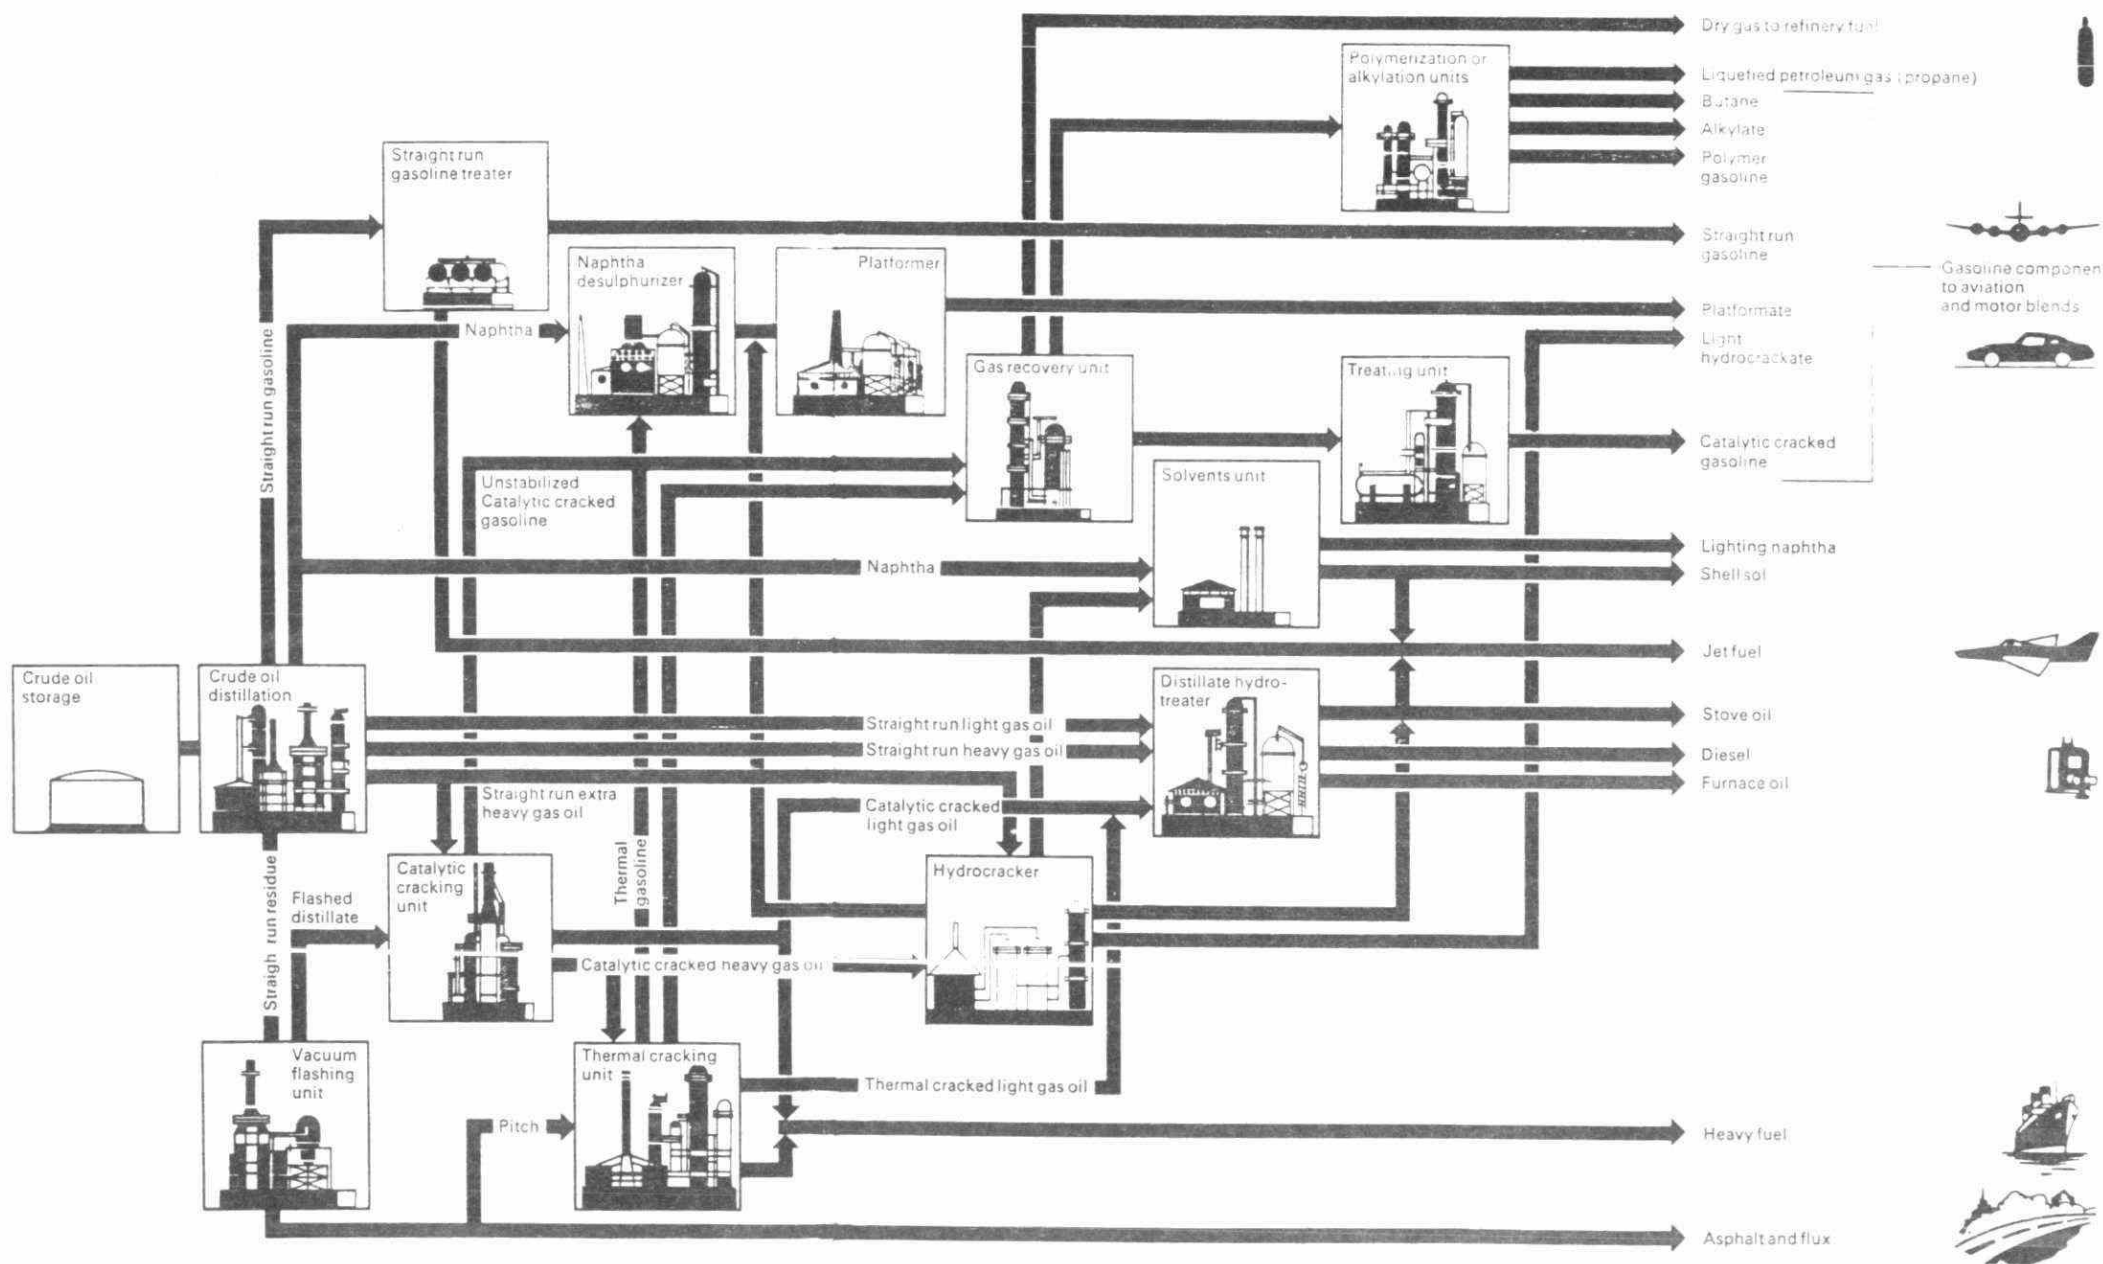 Dry gas to refinery fuel
Polymerization or
alkylation units
Liquefied petroleum gas (propane)
Butane
Alkylate
Polymer
gasoline
Straight run
gasoline treater
Straight run
gasoline
Naphtha
desulphurizer
Platformer
Gasoline componen
to aviation
and motor blends
Platformate
Naphtha
Light
hydrocrackate
Straight run gasoline
Gas recovery unit
Treating unit
Catalytic cracked
gasoline
Unstabilized
Catalytic cracked
gasoline
Solvents unit
Lighting naphtha
Naphtha
Shell sol
Jet fuel
Crude oil
storage
Crude oil
distillation
Distillate hydro-
treater
Straight run light gas oil
Stove oil
Straight run heavy gas oil
Diesel
Straight run extra
heavy gas oil
Catalytic cracked
light gas oil
Furnace oil
Thermal
gasoline
Catalytic
cracking
unit
Hydrocracker
Flashed
distillate
Straigh run residue
Catalytic cracked heavy gas oil
Vacuum
flashing
unit
Thermal cracking
unit
Thermal cracked light gas oil
Pitch
Heavy fuel
Asphalt and flux